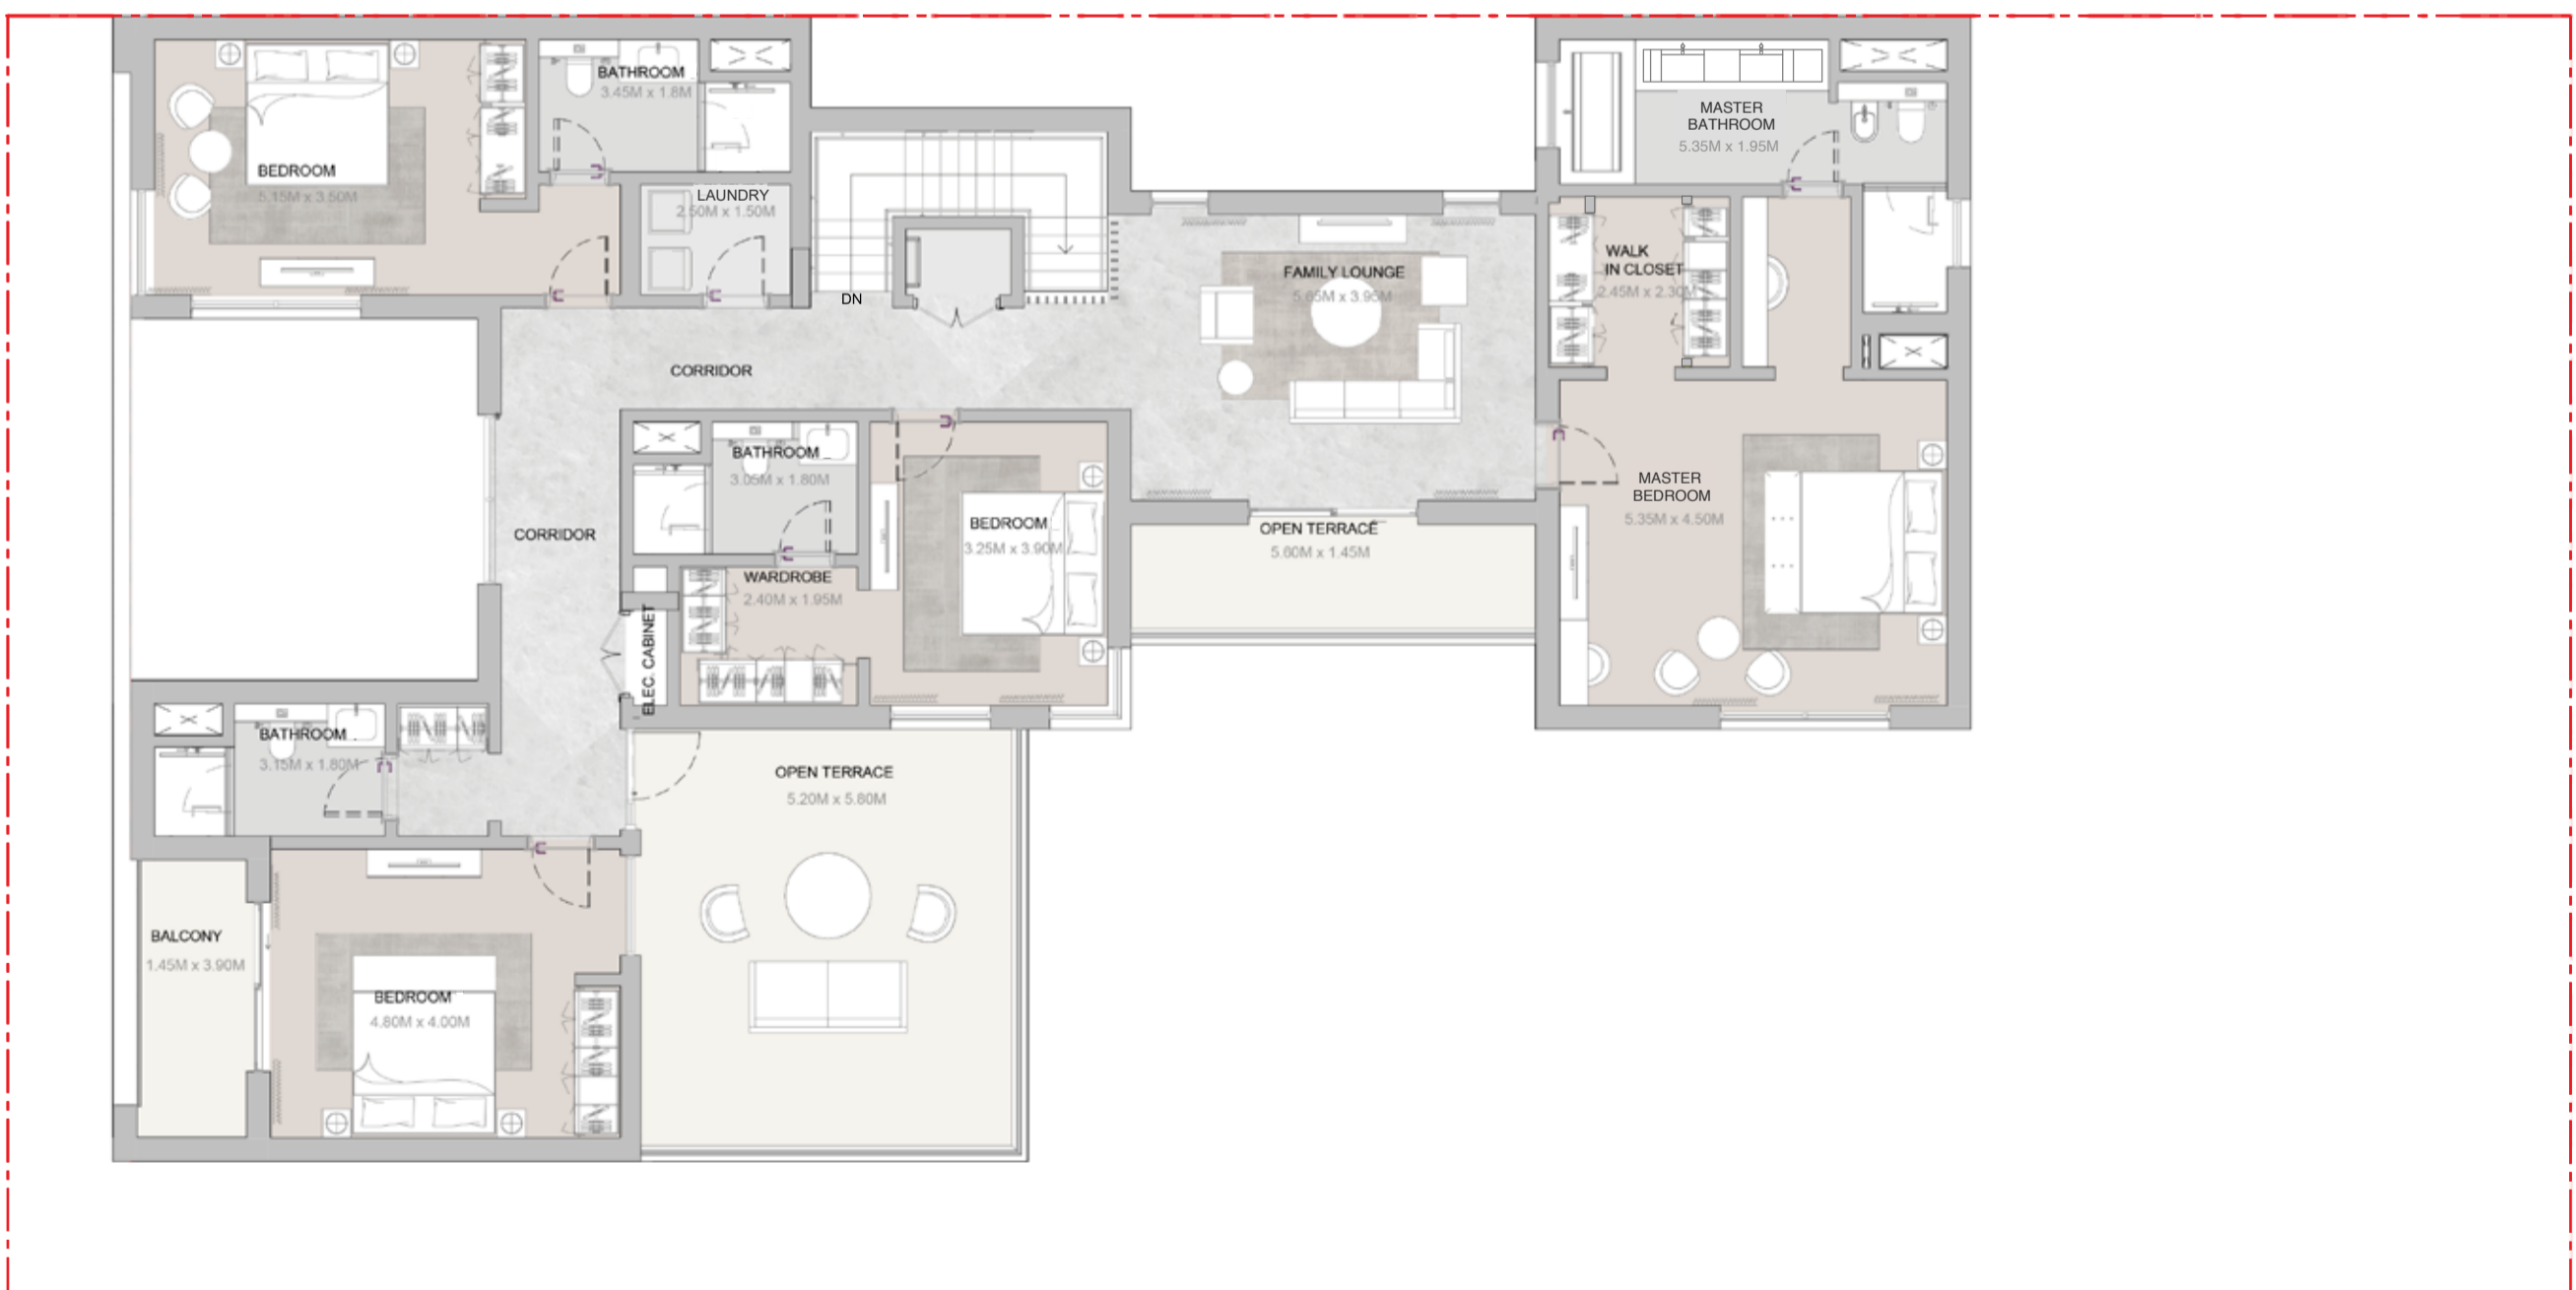 BEDROOM
5.15M x 3.50M
BATHROOM
3.45M x 1.8M
LAUNDRY
2.50M x 1.50M
DN
FAMILY LOUNGE
5.65M x 3.95M
MASTER
BATHROOM
5.35M x 1.95M
WALK
IN CLOSET
2.45M x 2.30M
CORRIDOR
BATHROOM
3.05M x 1.80M
BEDROOM
3.25M x 3.90M
MASTER
BEDROOM
5.35M x 4.50M
OPEN TERRACE
5.60M x 1.45M
CORRIDOR
WARDROBE
2.40M x 1.95M
ELEC. CABINET
BATHROOM
3.15M x 1.80M
OPEN TERRACE
5.20M x 5.80M
BALCONY
1.45M x 3.90M
BEDROOM
4.80M x 4.00M